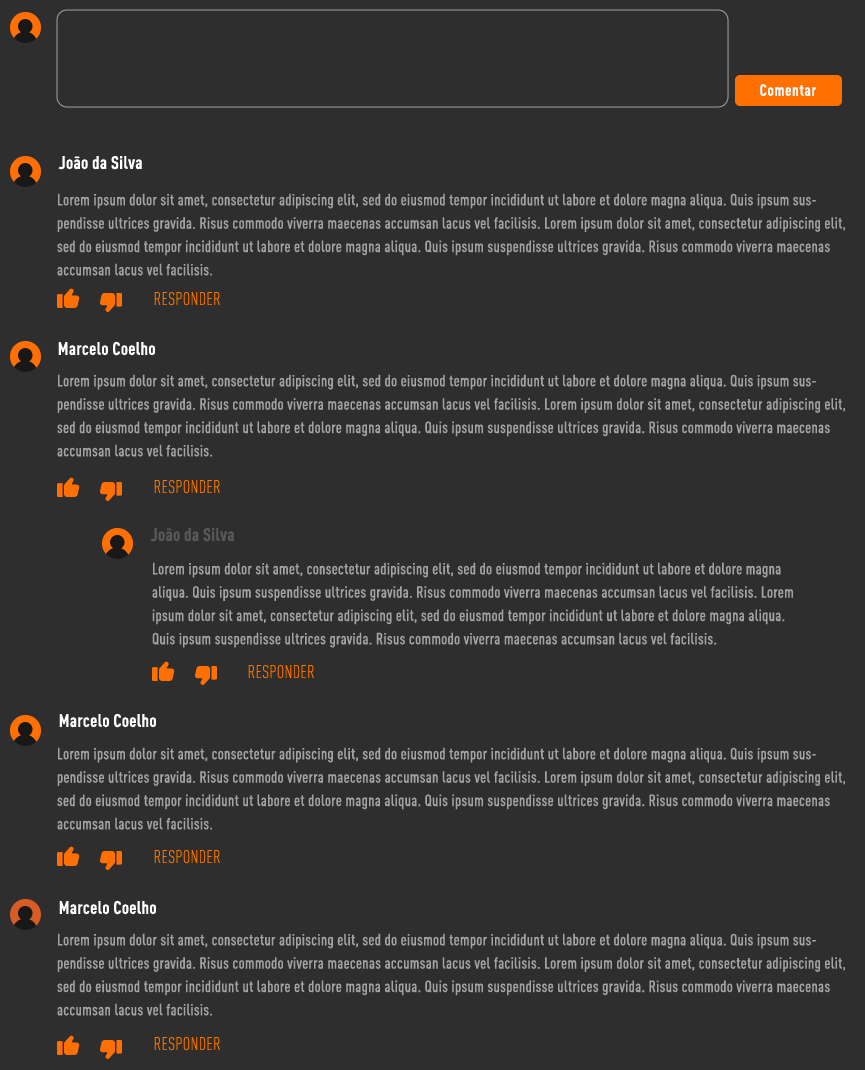 Comentar
João da Silva
Lorem ipsum dolor sit amet, consectetur adipiscing elit, sed do eiusmod tempor incididunt ut labore et dolore magna aliqua. Quis ipsum sus-
pendisse ultrices gravida. Risus commodo viverra maecenas accumsan lacus vel facilisis. Lorem ipsum dolor sit amet, consectetur adipiscing elit,
sed do eiusmod tempor incididunt ut labore et dolore magna aliqua. Quis ipsum suspendisse ultrices gravida. Risus commodo viverra maecenas
accumsan lacus vel facilisis.
RESPONDER
Marcelo Coelho
Lorem ipsum dolor sit amet, consectetur adipiscing elit, sed do eiusmod tempor incididunt ut labore et dolore magna aliqua. Quis ipsum sus-
pendisse ultrices gravida. Risus commodo viverra maecenas accumsan lacus vel facilisis. Lorem ipsum dolor sit amet, consectetur adipiscing elit,
sed do eiusmod tempor incididunt ut labore et dolore magna aliqua. Quis ipsum suspendisse ultrices gravida. Risus commodo viverra maecenas
accumsan lacus vel facilisis.
RESPONDER
João da Silva
Lorem ipsum dolor sit amet, consectetur adipiscing elit, sed do eiusmod tempor incididunt ut labore et dolore magna
aliqua. Quis ipsum suspendisse ultrices gravida. Risus commodo viverra maecenas accumsan lacus vel facilisis. Lorem
ipsum dolor sit amet, consectetur adipiscing elit, sed do eiusmod tempor incididunt ut labore et dolore magna aliqua.
Quis ipsum suspendisse ultrices gravida. Risus commodo viverra maecenas accumsan lacus vel facilisis.
RESPONDER
Marcelo Coelho
Lorem ipsum dolor sit amet, consectetur adipiscing elit, sed do eiusmod tempor incididunt ut labore et dolore magna aliqua. Quis ipsum sus-
pendisse ultrices gravida. Risus commodo viverra maecenas accumsan lacus vel facilisis. Lorem ipsum dolor sit amet, consectetur adipiscing elit,
sed do eiusmod tempor incididunt ut labore et dolore magna aliqua. Quis ipsum suspendisse ultrices gravida. Risus commodo viverra maecenas
accumsan lacus vel facilisis.
RESPONDER
Marcelo Coelho
Lorem ipsum dolor sit amet, consectetur adipiscing elit, sed do eiusmod tempor incididunt ut labore et dolore magna aliqua. Quis ipsum sus-
pendisse ultrices gravida. Risus commodo viverra maecenas accumsan lacus vel facilisis. Lorem ipsum dolor sit amet, consectetur adipiscing elit,
sed do eiusmod tempor incididunt ut labore et dolore magna aliqua. Quis ipsum suspendisse ultrices gravida. Risus commodo viverra maecenas
accumsan lacus vel facilisis.
RESPONDER